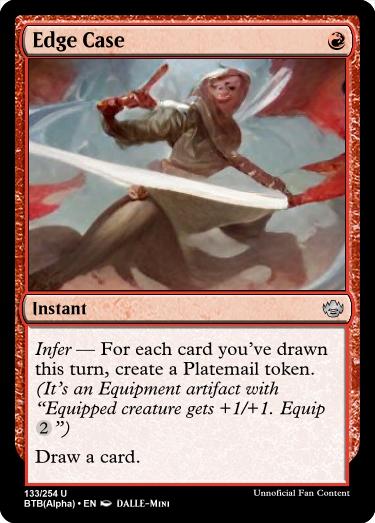 Edge Case
Instant
Infer — For each card you’ve drawn
this turn, create a Platemail token.
(It’s an Equipment artifact with
“Equipped creature gets +1/+1. Equip
2 ”)
Draw a card.
133/254 U
Unnofficial Fan Content
BTB(Alpha) • EN DALLE-Mini